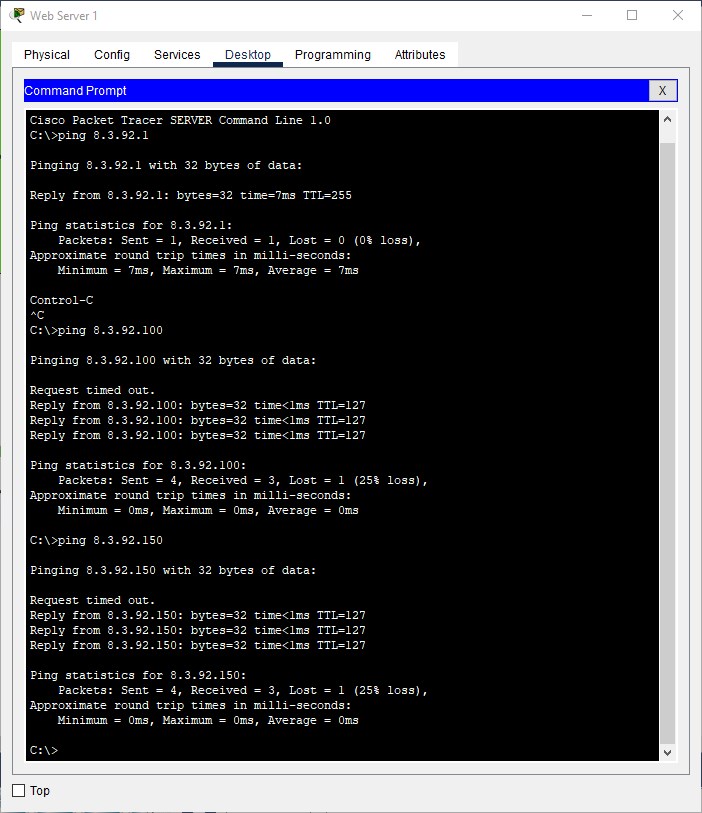 Web Server 1
Physical Config Services Desktop Programming Attributes
Command Prompt X
Cisco Packet Tracer SERVER Command Line 1.0
C:\>ping 8.3.92.1
Pinging 8.3.92.1 with 32 bytes of data:
Reply from 8.3.92.1: bytes=32 time=7ms TTL=255
Ping statistics for 8.3.92.1:
    Packets: Sent = 1, Received = 1, Lost = 0 (0% loss),
Approximate round trip times in milli-seconds:
    Minimum = 7ms, Maximum = 7ms, Average = 7ms
Control-C
^C
C:\>ping 8.3.92.100
Pinging 8.3.92.100 with 32 bytes of data:
Request timed out.
Reply from 8.3.92.100: bytes=32 time<1ms TTL=127
Reply from 8.3.92.100: bytes=32 time<1ms TTL=127
Reply from 8.3.92.100: bytes=32 time<1ms TTL=127
Ping statistics for 8.3.92.100:
    Packets: Sent = 4, Received = 3, Lost = 1 (25% loss),
Approximate round trip times in milli-seconds:
    Minimum = 0ms, Maximum = 0ms, Average = 0ms
C:\>ping 8.3.92.150
Pinging 8.3.92.150 with 32 bytes of data:
Request timed out.
Reply from 8.3.92.150: bytes=32 time<1ms TTL=127
Reply from 8.3.92.150: bytes=32 time<1ms TTL=127
Reply from 8.3.92.150: bytes=32 time<1ms TTL=127
Ping statistics for 8.3.92.150:
    Packets: Sent = 4, Received = 3, Lost = 1 (25% loss),
Approximate round trip times in milli-seconds:
    Minimum = 0ms, Maximum = 0ms, Average = 0ms
C:\>
Top